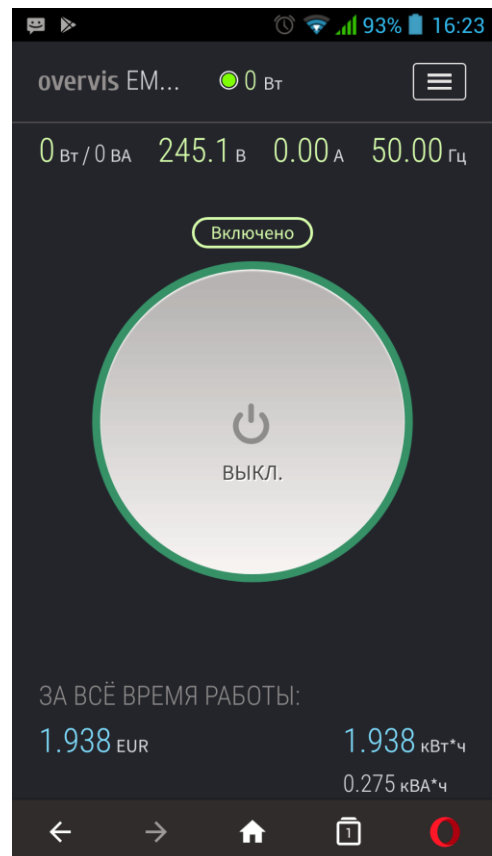 93% 16:23
overvis EM... 0 Вт
0 Вт / 0 ВА 245.1 В 0.00 А 50.00 Гц
Включено
ВЫКЛ.
ЗА ВСЁ ВРЕМЯ РАБОТЫ:
1.938 EUR 1.938 кВт*ч
0.275 кВА*ч
1